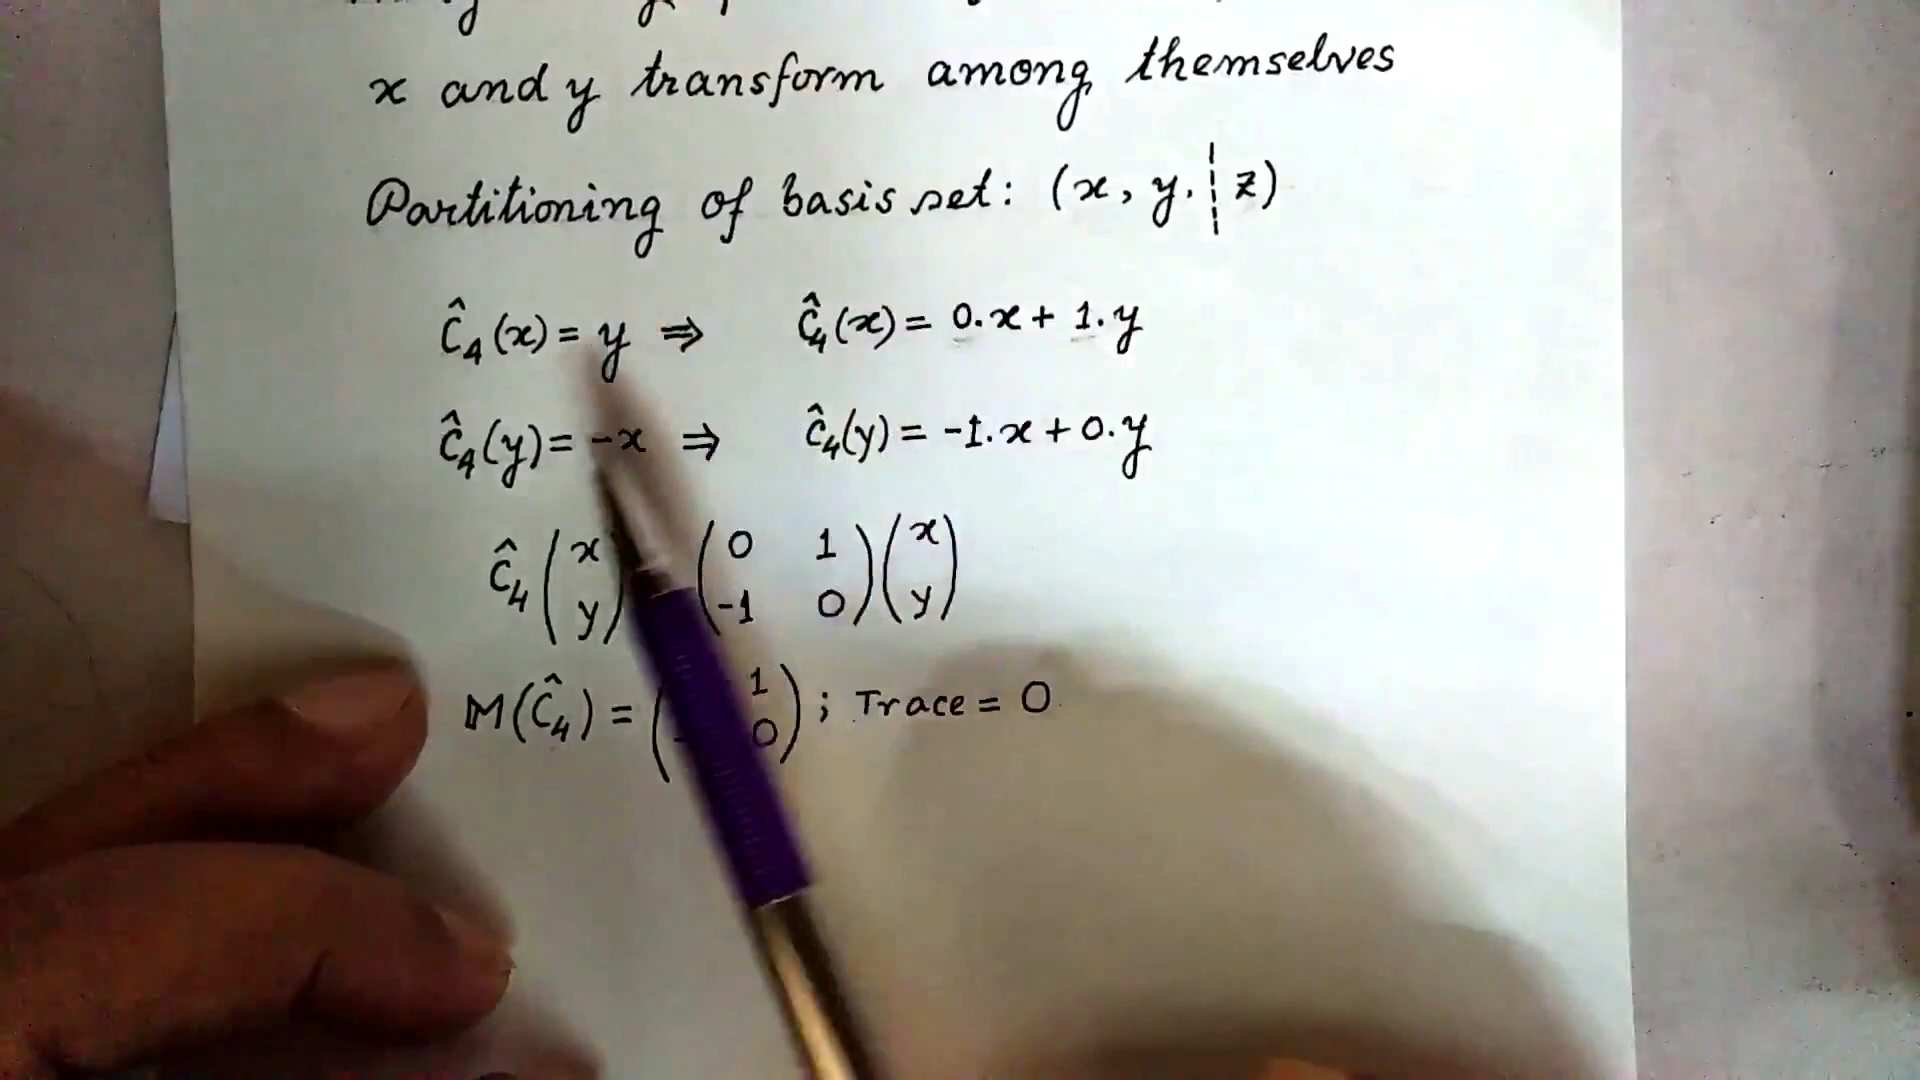 x and y transform among themselves
Partitioning of basis set: (x, y. ¦ z)
Ĉ₄(x) = y ⇒ Ĉ₄(x) = 0.x + 1.y
Ĉ₄(y) = -x ⇒ Ĉ₄(y) = -1.x + 0.y
Ĉ₄ (x y) (0 1 -1 0) (x y)
M(Ĉ₄) = ( 1 0) ; Trace = 0